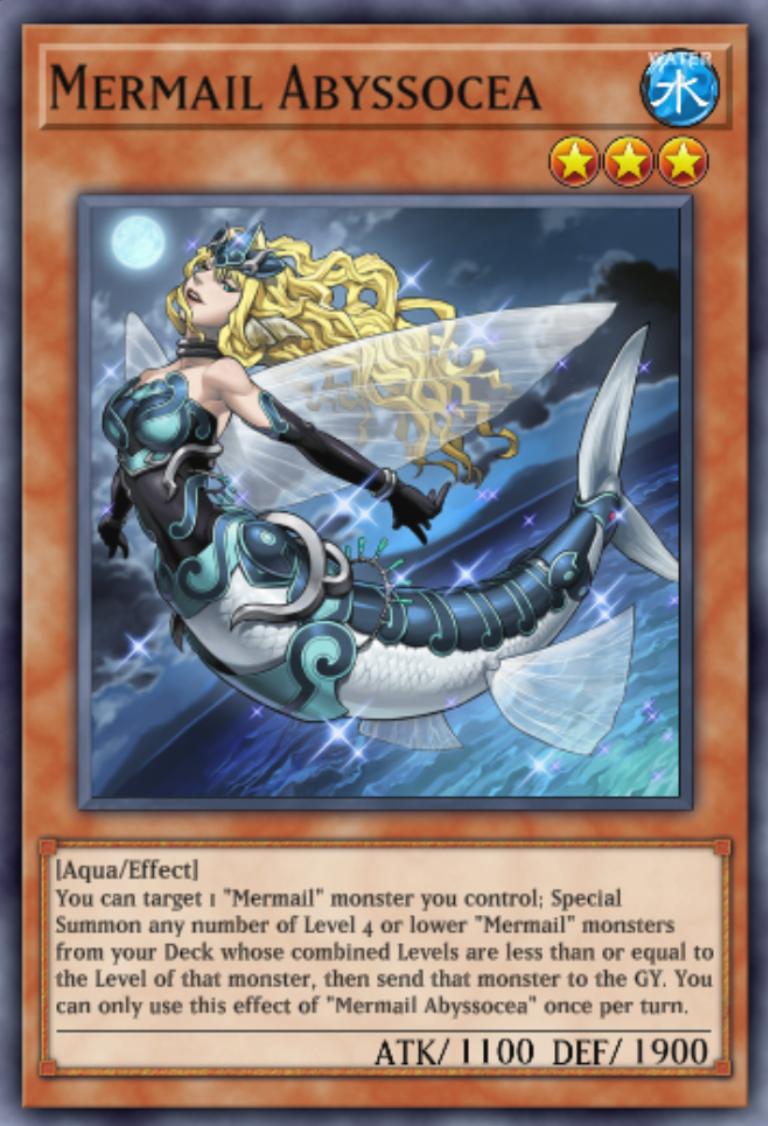 MERMAIL ABYSSOCEA
WATER
水
[Aqua/Effect]
You can target 1 "Mermail" monster you control; Special
Summon any number of Level 4 or lower "Mermail" monsters
from your Deck whose combined Levels are less than or equal to
the Level of that monster, then send that monster to the GY. You
can only use this effect of "Mermail Abyssocea" once per turn.
ATK/ 1100 DEF/ 1900